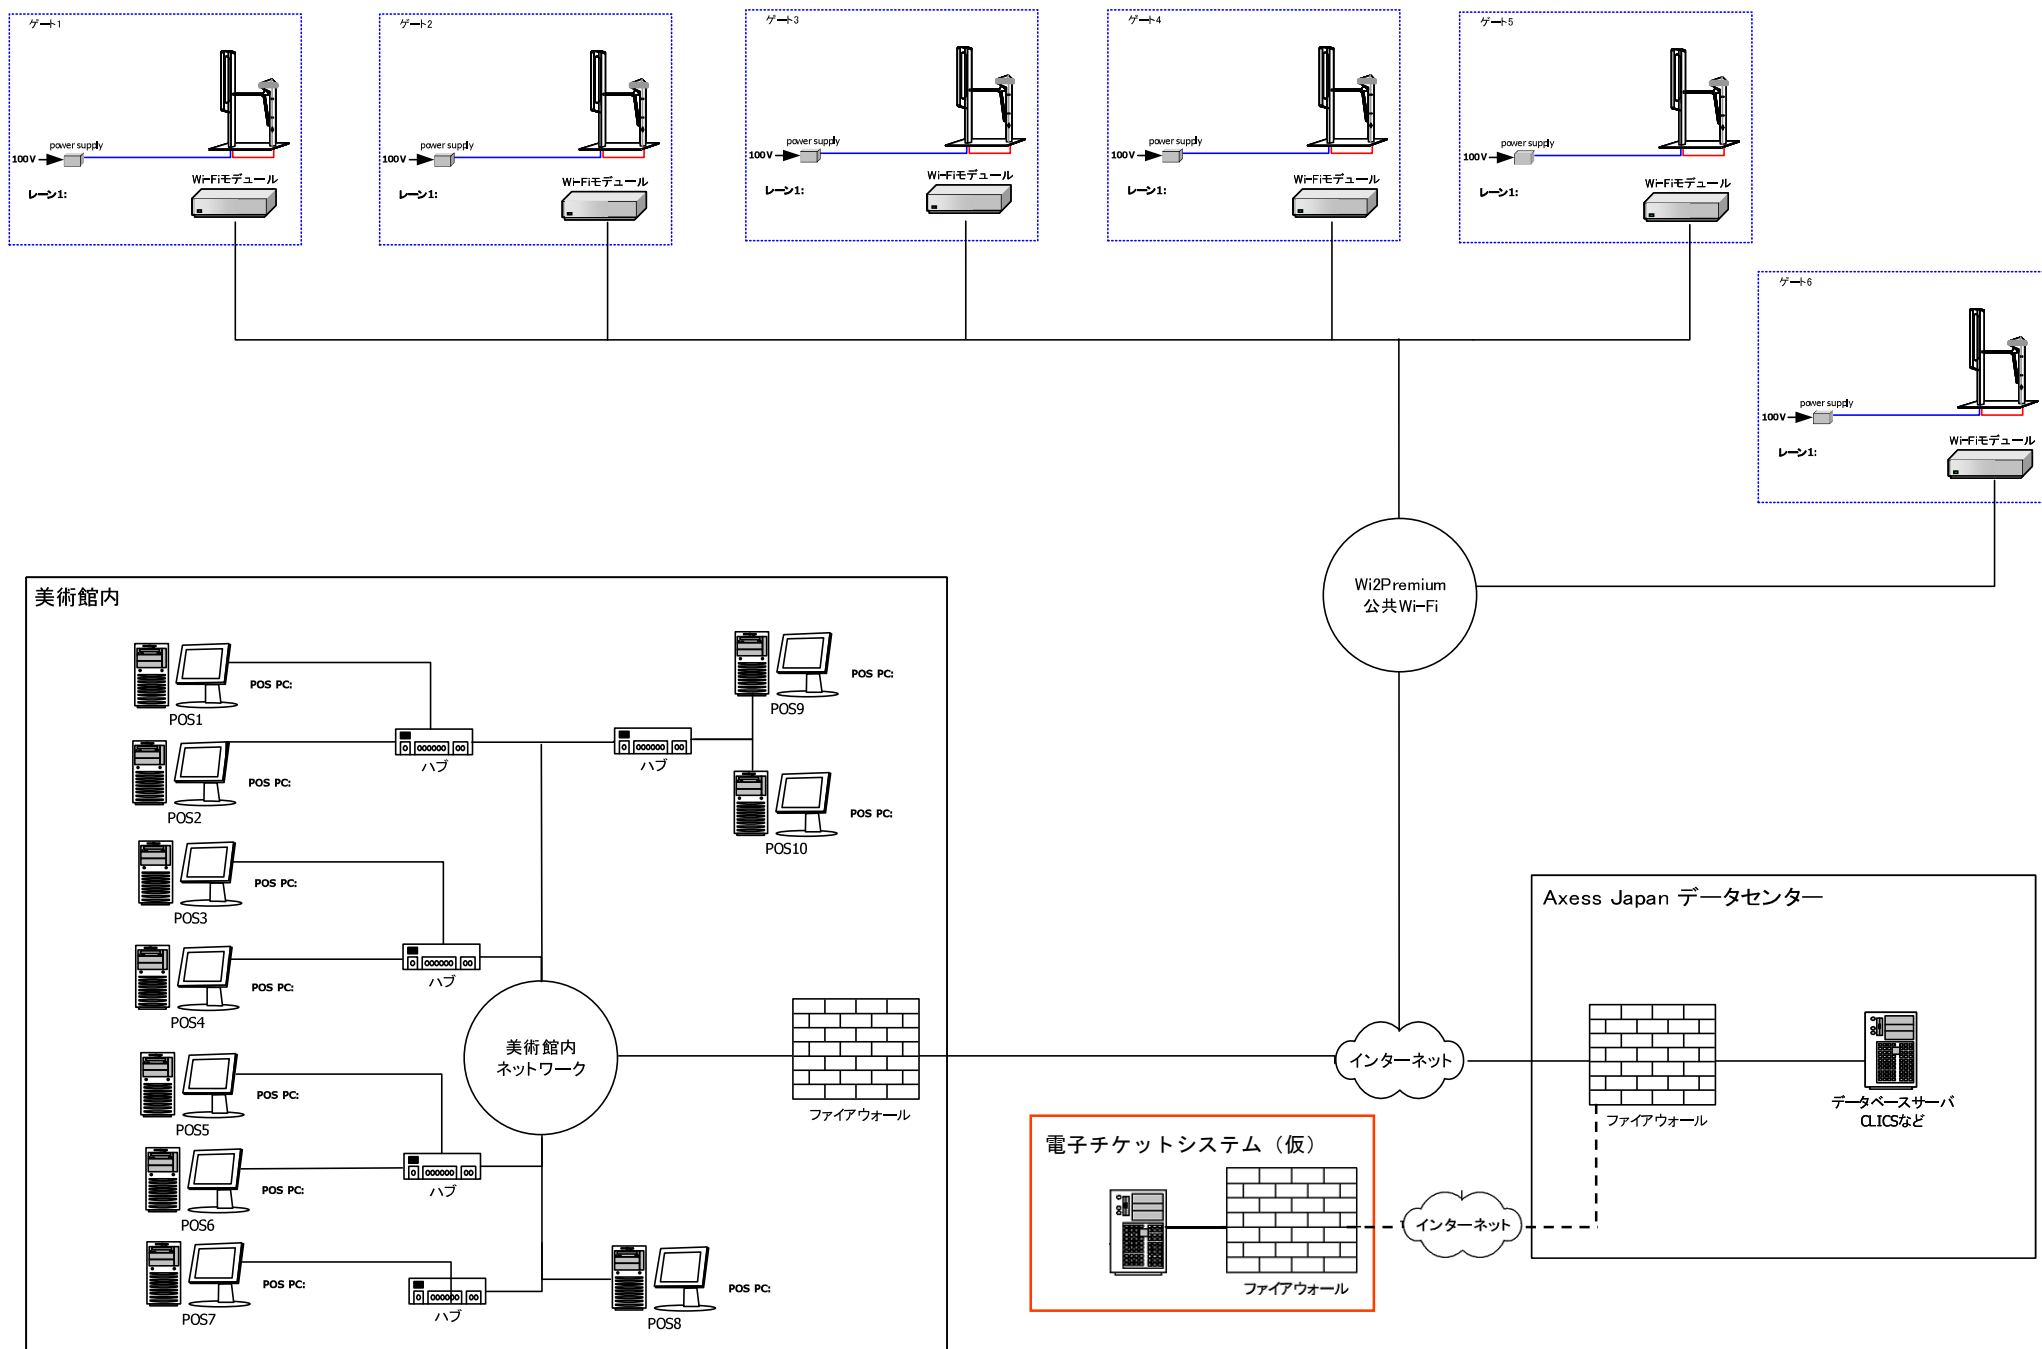 ゲート1
power supply
100V
Wi-Fiモデュール
レーン1:
ゲート2
power supply
100V
Wi-Fiモデュール
レーン1:
ゲート3
power supply
100V
Wi-Fiモデュール
レーン1:
ゲート4
power supply
100V
Wi-Fiモデュール
レーン1:
ゲート5
power supply
100V
Wi-Fiモデュール
レーン1:
ゲート6
power supply
100V
Wi-Fiモデュール
レーン1:
Wi2Premium
公共Wi-Fi
美術館内
POS PC:
POS1
POS PC:
POS2
ハブ
ハブ
POS PC:
POS9
POS PC:
POS10
POS PC:
POS3
POS PC:
POS4
ハブ
美術館内
ネットワーク
POS PC:
POS5
POS PC:
POS6
ハブ
POS PC:
POS7
ハブ
POS PC:
POS8
ファイアウォール
インターネット
Axess Japan データセンター
ファイアウォール
データベースサーバ
CLICSなど
電子チケットシステム（仮）
ファイアウォール
インターネット